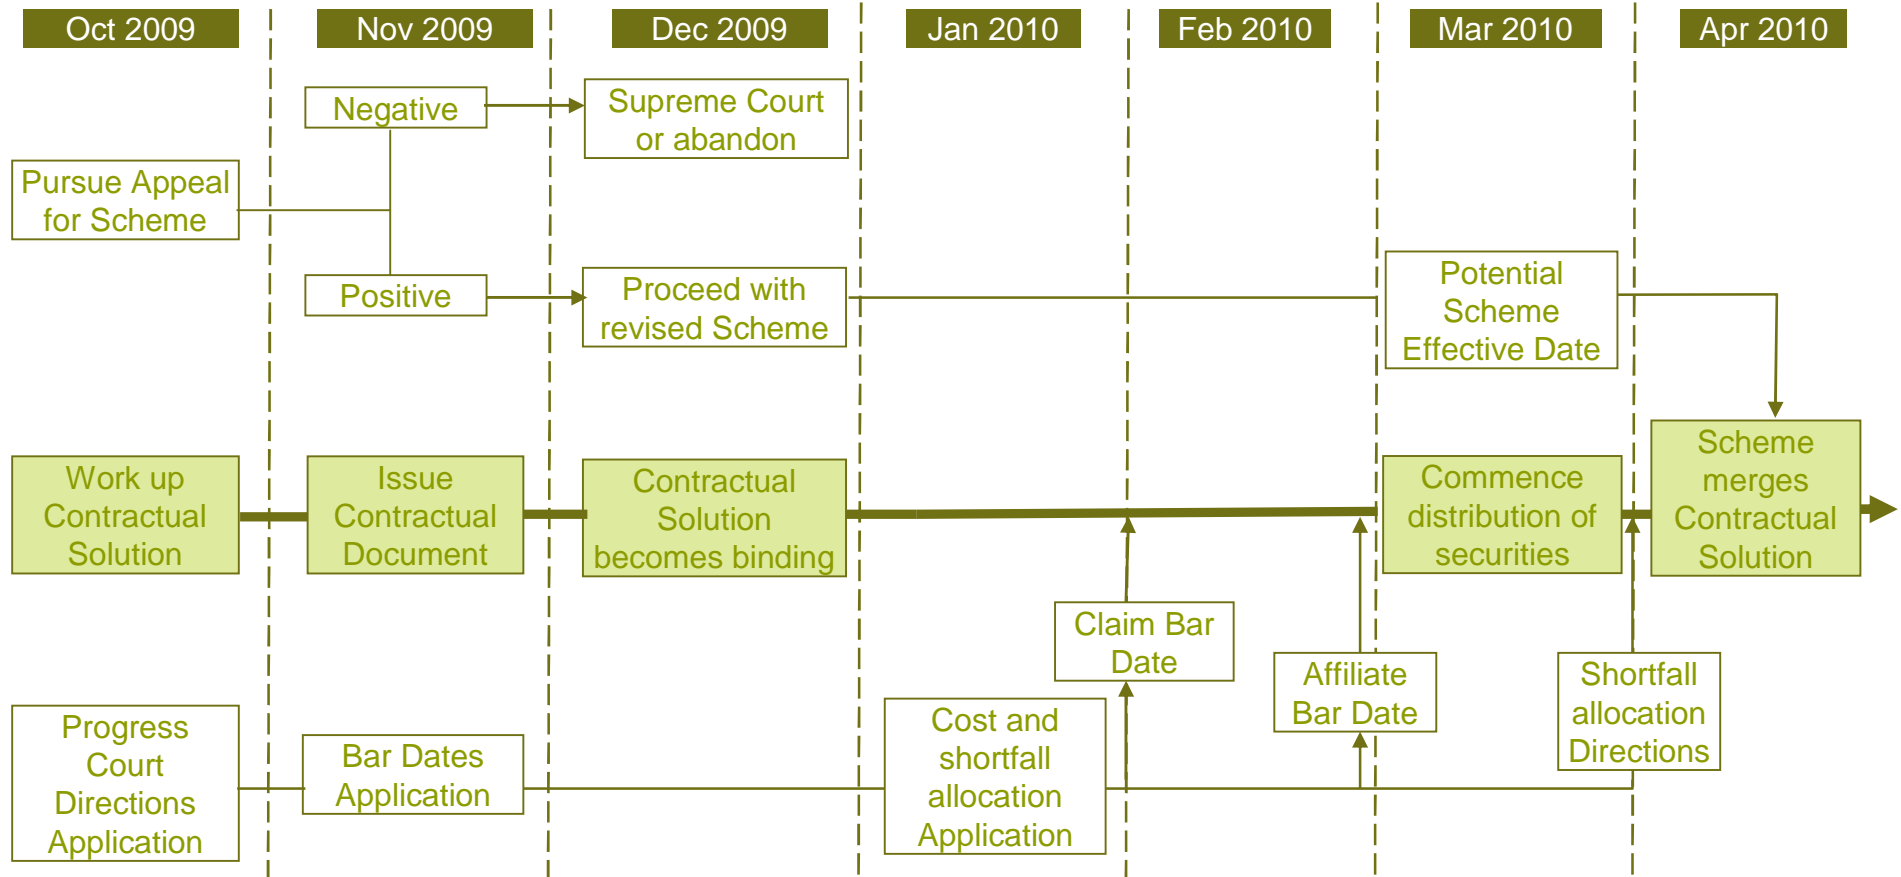 Oct 2009
Nov 2009
Dec 2009
Jan 2010
Feb 2010
Mar 2010
Apr 2010
Negative
Supreme Court
or abandon
Pursue Appeal
for Scheme
Positive
Proceed with
revised Scheme
Potential
Scheme
Effective Date
Work up
Contractual
Solution
Issue
Contractual
Document
Contractual
Solution
becomes binding
Commence
distribution of
securities
Scheme
merges
Contractual
Solution
Claim Bar
Date
Affiliate
Bar Date
Shortfall
allocation
Directions
Progress
Court
Directions
Application
Bar Dates
Application
Cost and
shortfall
allocation
Application